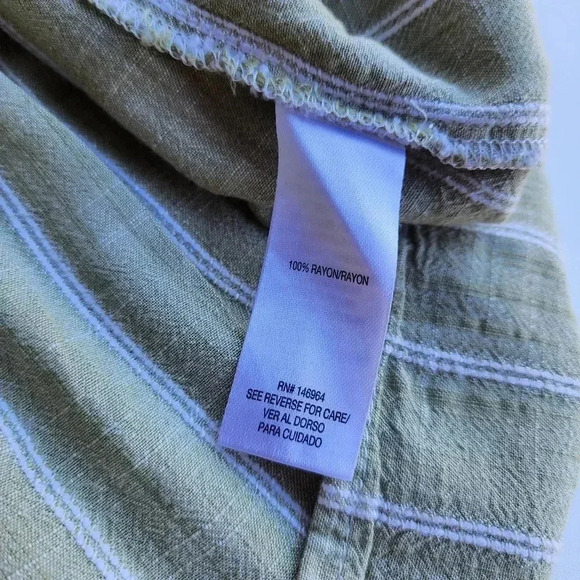 100% RAYON/RAYON
RN# 146964
SEE REVERSE FOR CARE/
VER AL DORSO
PARA CUIDADO